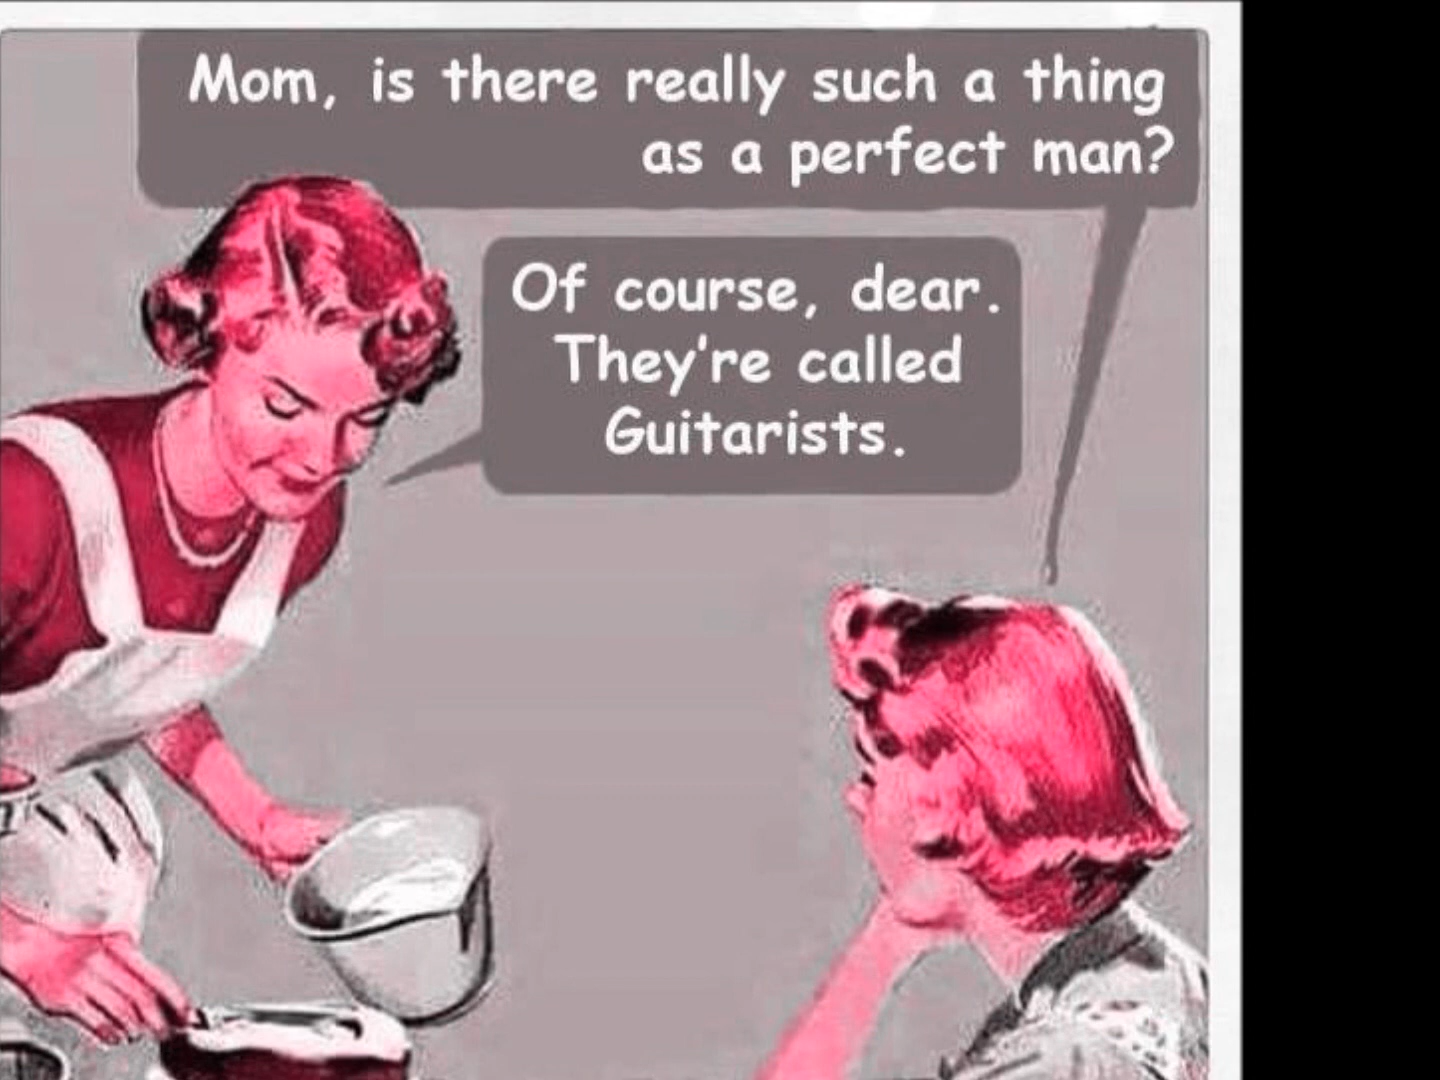 Mom, is there really such a thing
as a perfect man?
Of course, dear.
They're called
Guitarists.